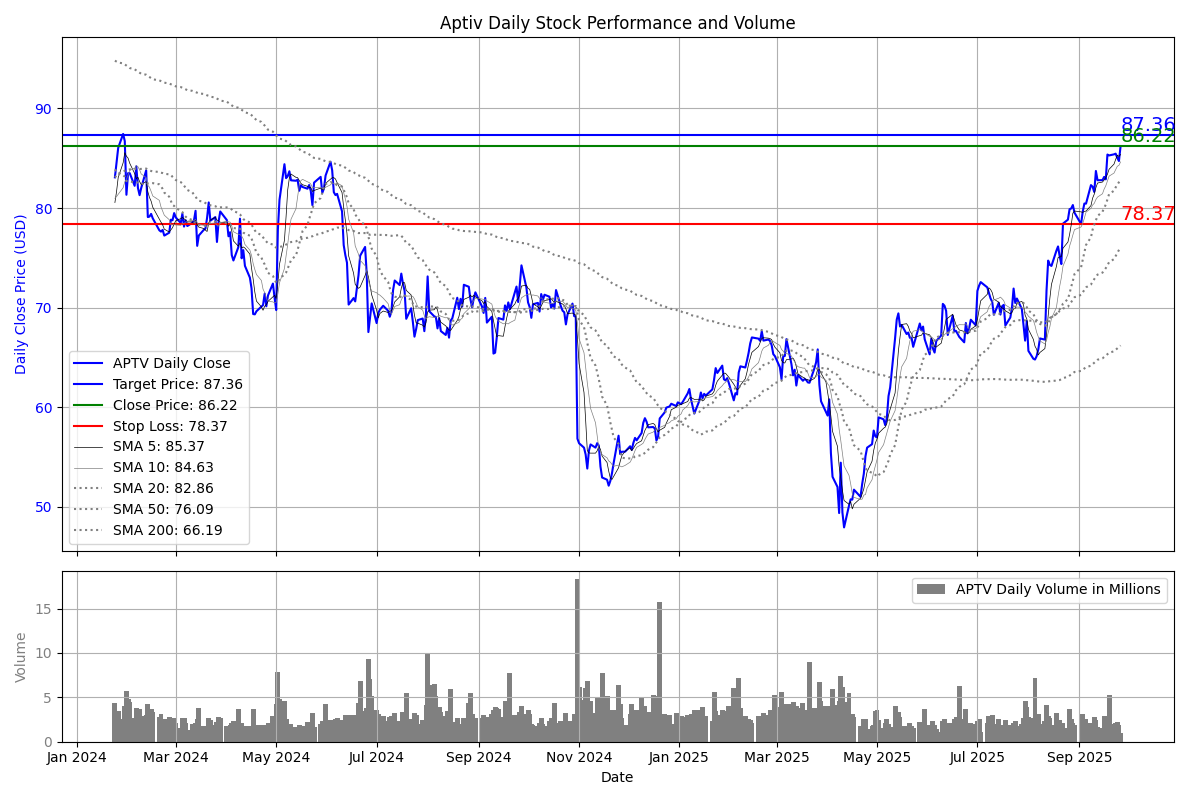 Aptiv Daily Stock Performance and Volume
Daily Close Price (USD)
90
80
70
60
50
87.36
86.22
78.37
APTV Daily Close
Target Price: 87.36
Close Price: 86.22
Stop Loss: 78.37
SMA 5: 85.37
SMA 10: 84.63
SMA 20: 82.86
SMA 50: 76.09
SMA 200: 66.19
Volume
15
10
5
0
APTV Daily Volume in Millions
Jan 2024 Mar 2024 May 2024 Jul 2024 Sep 2024 Nov 2024 Jan 2025 Mar 2025 May 2025 Jul 2025 Sep 2025
Date